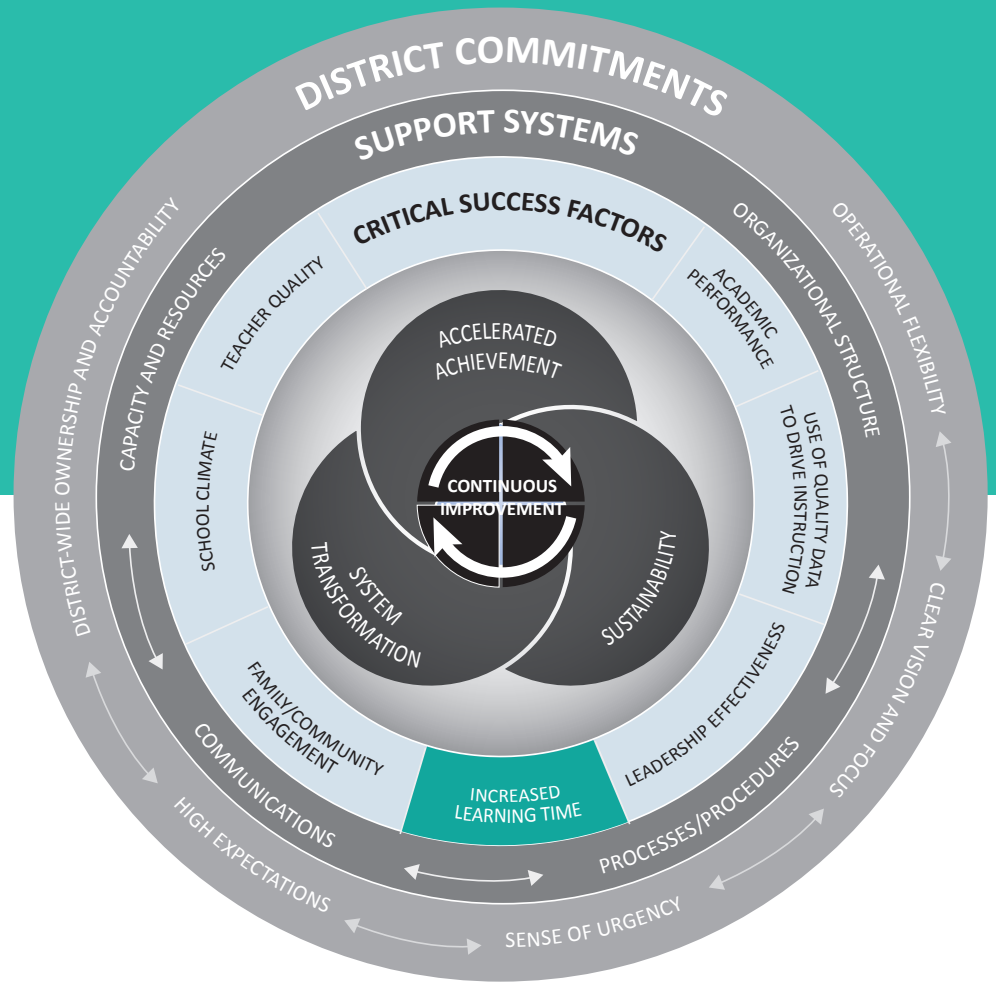 DISTRICT COMMITMENTS
OPERATIONAL FLEXIBILITY
CLEAR VISION AND FOCUS
SENSE OF URGENCY
HIGH EXPECTATIONS
DISTRICT-WIDE OWNERSHIP AND ACCOUNTABILITY
SUPPORT SYSTEMS
ORGANIZATIONAL STRUCTURE
PROCESSES/PROCEDURES
COMMUNICATIONS
CAPACITY AND RESOURCES
CRITICAL SUCCESS FACTORS
ACADEMIC
PERFORMANCE
USE OF QUALITY DATA
TO DRIVE INSTRUCTION
LEADERSHIP EFFECTIVENESS
INCREASED
LEARNING TIME
FAMILY/COMMUNITY
ENGAGEMENT
SCHOOL CLIMATE
TEACHER QUALITY
ACCELERATED
ACHIEVEMENT
SUSTAINABILITY
SYSTEM
TRANSFORMATION
CONTINUOUS
IMPROVEMENT